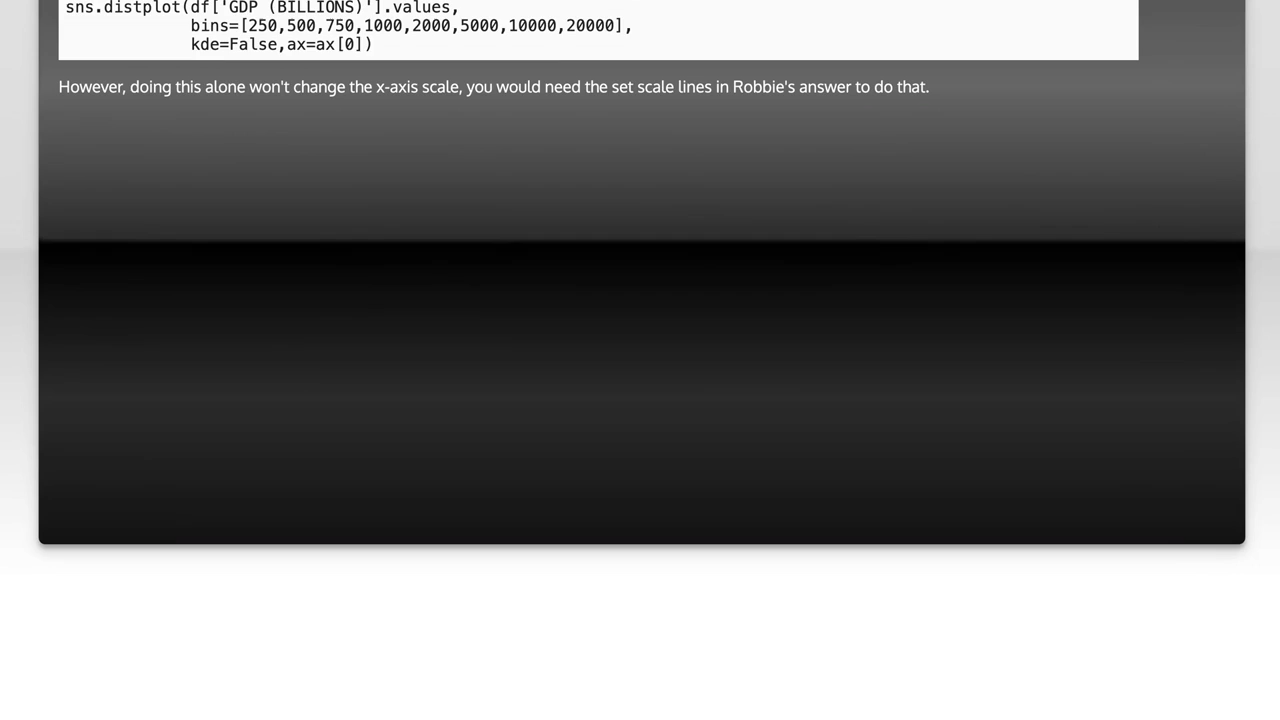 sns.distplot(df['GDP (BILLIONS)'].values,
bins=[250,500,750,1000,2000,5000,10000,20000],
kde=False,ax=ax[0])
However, doing this alone won't change the x-axis scale, you would need the set scale lines in Robbie's answer to do that.